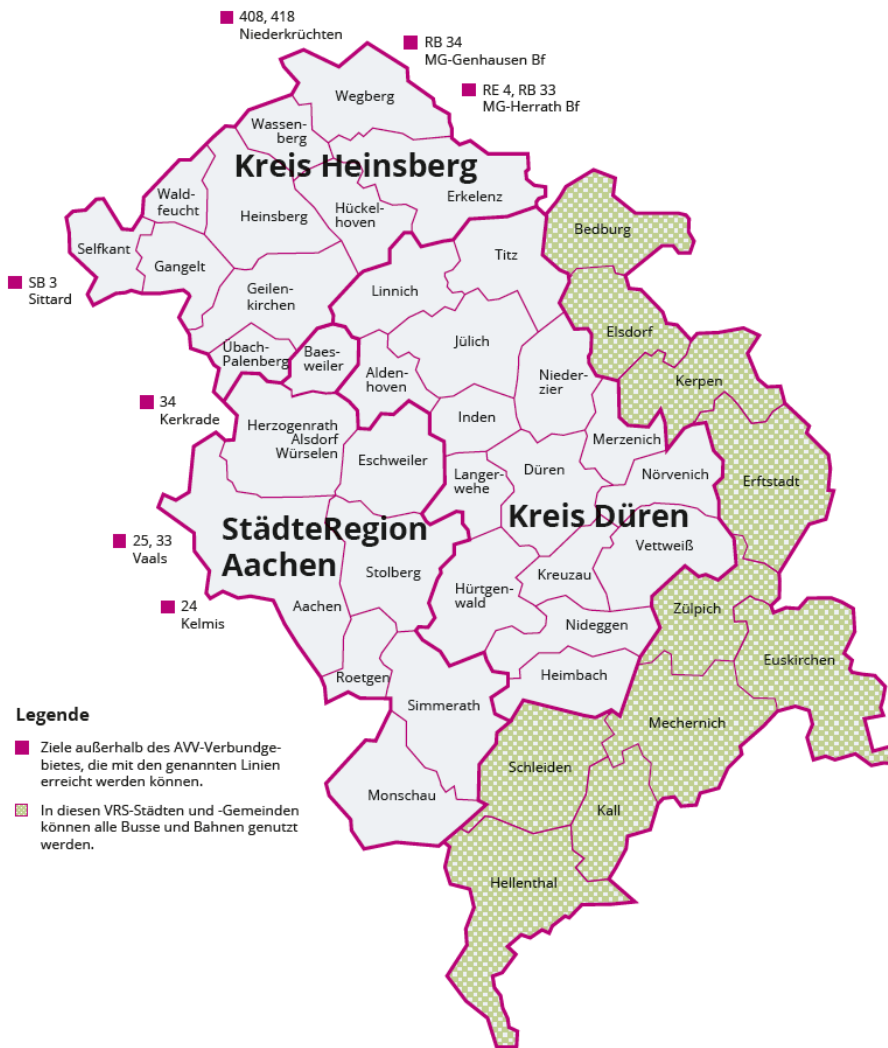 408, 418
Niederkrüchten
RB 34
MG-Genhausen Bf
RE 4, RB 33
MG-Herrath Bf
Wegberg
Wassen-
berg
Kreis Heinsberg
Wald-
feucht
Heinsberg
Hückel-
hoven
Erkelenz
Bedburg
Selfkant
Gangelt
Titz
SB 3
Sittard
Geilen-
kirchen
Linnich
Elsdorf
Übach-
Palenberg
Baes-
weiler
Jülich
Alden-
hoven
Nieder-
zier
Kerpen
34
Kerkrade
Herzogenrath
Alsdorf
Würselen
Inden
Merzenich
Eschweiler
Langer-
wehe
Düren
Nörvenich
Erftstadt
StädteRegion
Aachen
Kreis Düren
25, 33
Vaals
Vettweiß
Stolberg
Kreuzau
Hürtgen-
wald
24
Kelmis
Aachen
Zülpich
Nideggen
Euskirchen
Roetgen
Heimbach
Simmerath
Mechernich
Legende
Ziele außerhalb des AVV-Verbundge-
bietes, die mit den genannten Linien
erreicht werden können.
Schleiden
Monschau
Kall
In diesen VRS-Städten und -Gemeinden
können alle Busse und Bahnen genutzt
werden.
Hellenthal